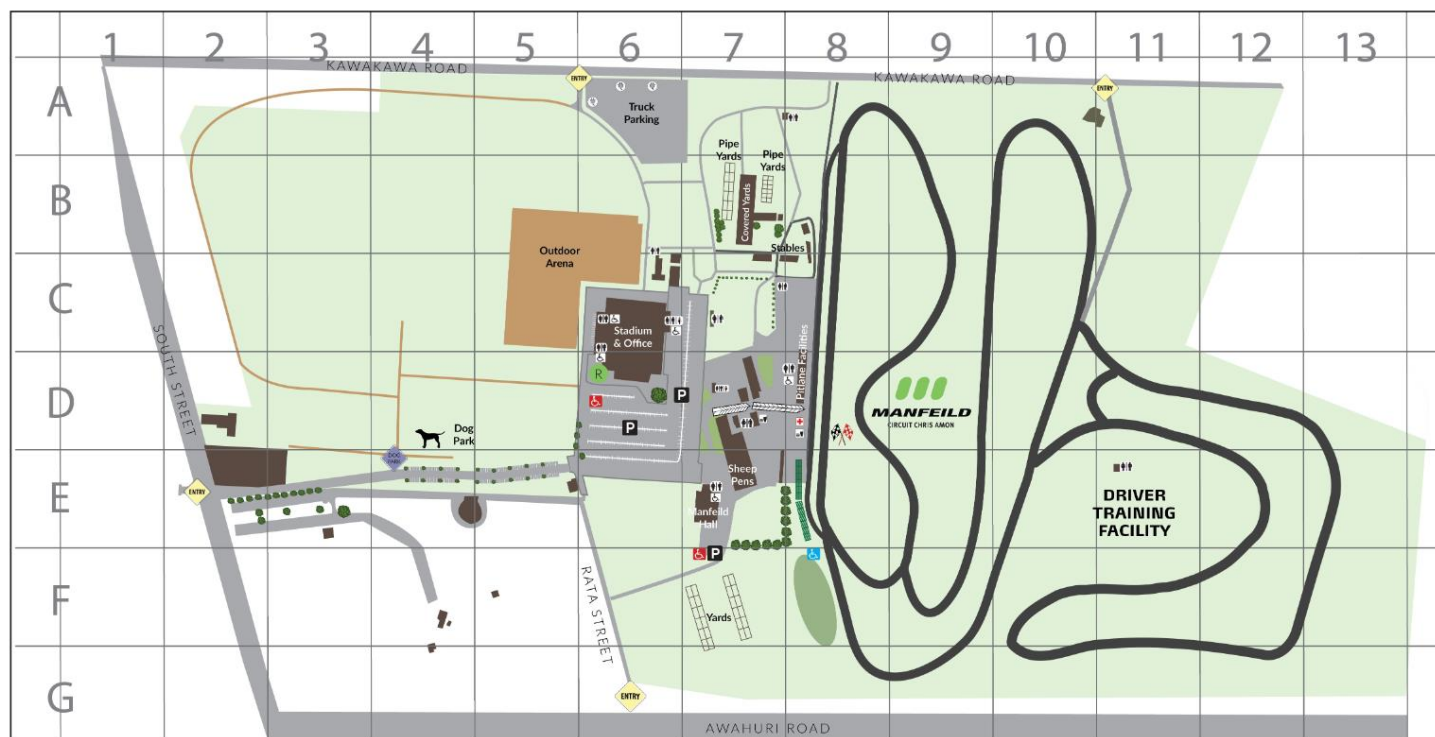 1 2 3 4 5 6 7 8 9 10 11 12 13
KAWAKAWA ROAD
KAWAKAWA ROAD
A
ENTRY
ENTRY
Truck
Parking
Pipe
Yards
Pipe
Yards
B
Covered Yards
Stables
Outdoor
Arena
C
SOUTH STREET
Stadium
& Office
Pitlane Facilities
R
D
P
P
MANFEILD
CIRCUIT CHRIS AMON
Dog
Park
DOG
PARK
E
ENTRY
Sheep
Pens
Manfeild
Hall
DRIVER
TRAINING
FACILITY
P
F
RATA STREET
Yards
G
ENTRY
AWAHURI ROAD